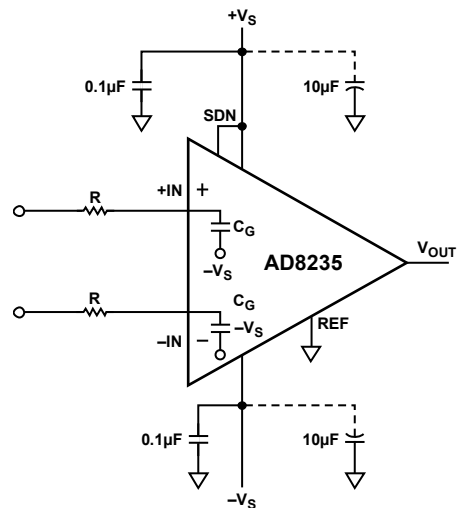 +VS
0.1µF
10µF
SDN
R
+IN
+
CG
–VS
AD8235
VOUT
R
CG
–VS
–IN
–
REF
0.1µF
10µF
–VS